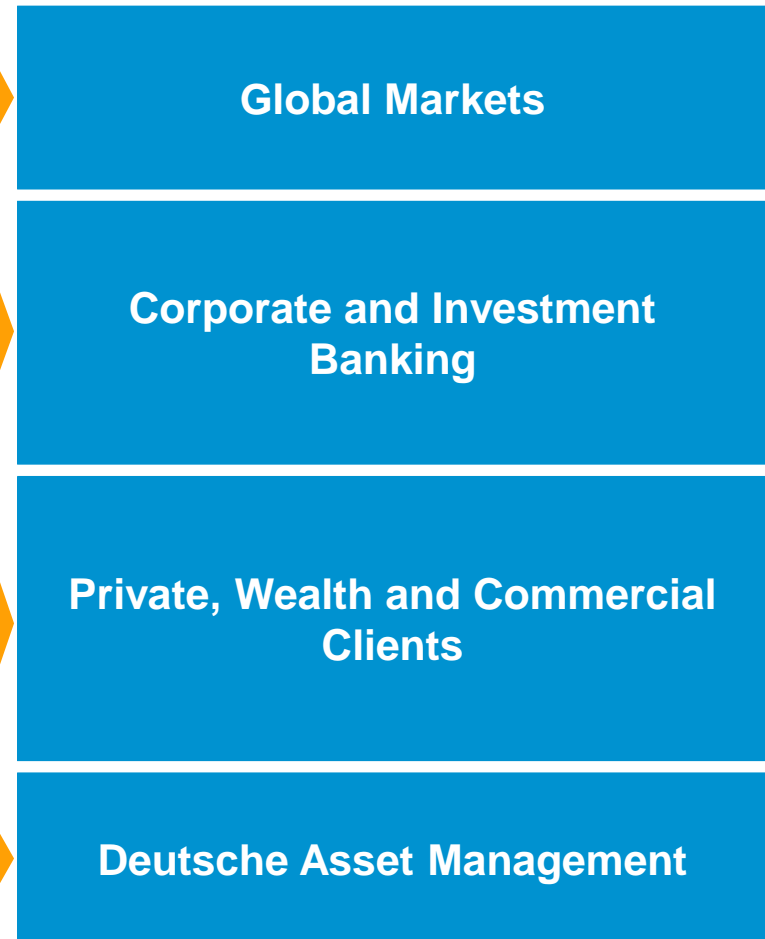 Global Markets
Corporate and Investment
Banking
Private, Wealth and Commercial
Clients
Deutsche Asset Management